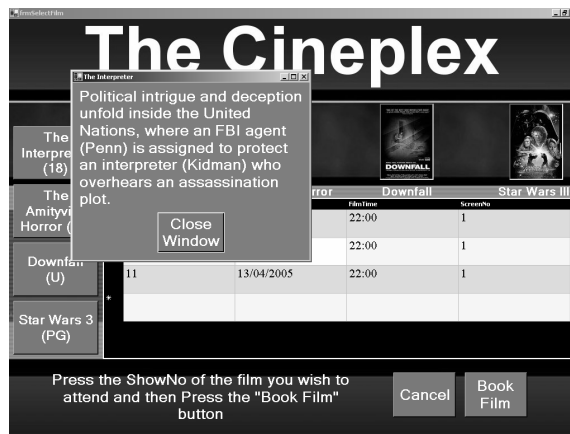 frmSelectFilm
The Cineplex
The Interpreter
Political intrigue and deception
unfold inside the United
Nations, where an FBI agent
(Penn) is assigned to protect
an interpreter (Kidman) who
overhears an assassination
plot.
Close
Window
The
(18)
The
Horror
Downfall
(U)
Star Wars 3
(PG)
DOWNFALL
Downfall
Star Wars III
FilmTime
ScreenNo
22:00
1
22:00
1
11
13/04/2005
22:00
1
*
Press the ShowNo of the film you wish to
attend and then Press the "Book Film"
button
Cancel
Book
Film